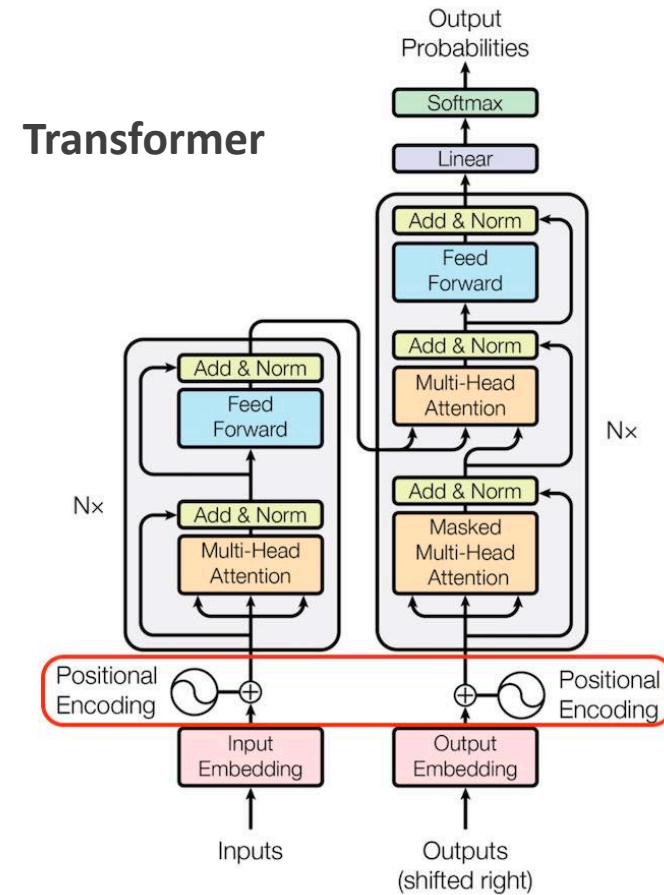 Output
Probabilities
Softmax
Transformer
Linear
Add & Norm
Feed
Forward
Add & Norm
Multi-Head
Attention
Nx
Add & Norm
Masked
Multi-Head
Attention
Add & Norm
Feed
Forward
Nx
Add & Norm
Multi-Head
Attention
Positional
Encoding
Positional
Encoding
Input
Embedding
Output
Embedding
Inputs
Outputs
(shifted right)